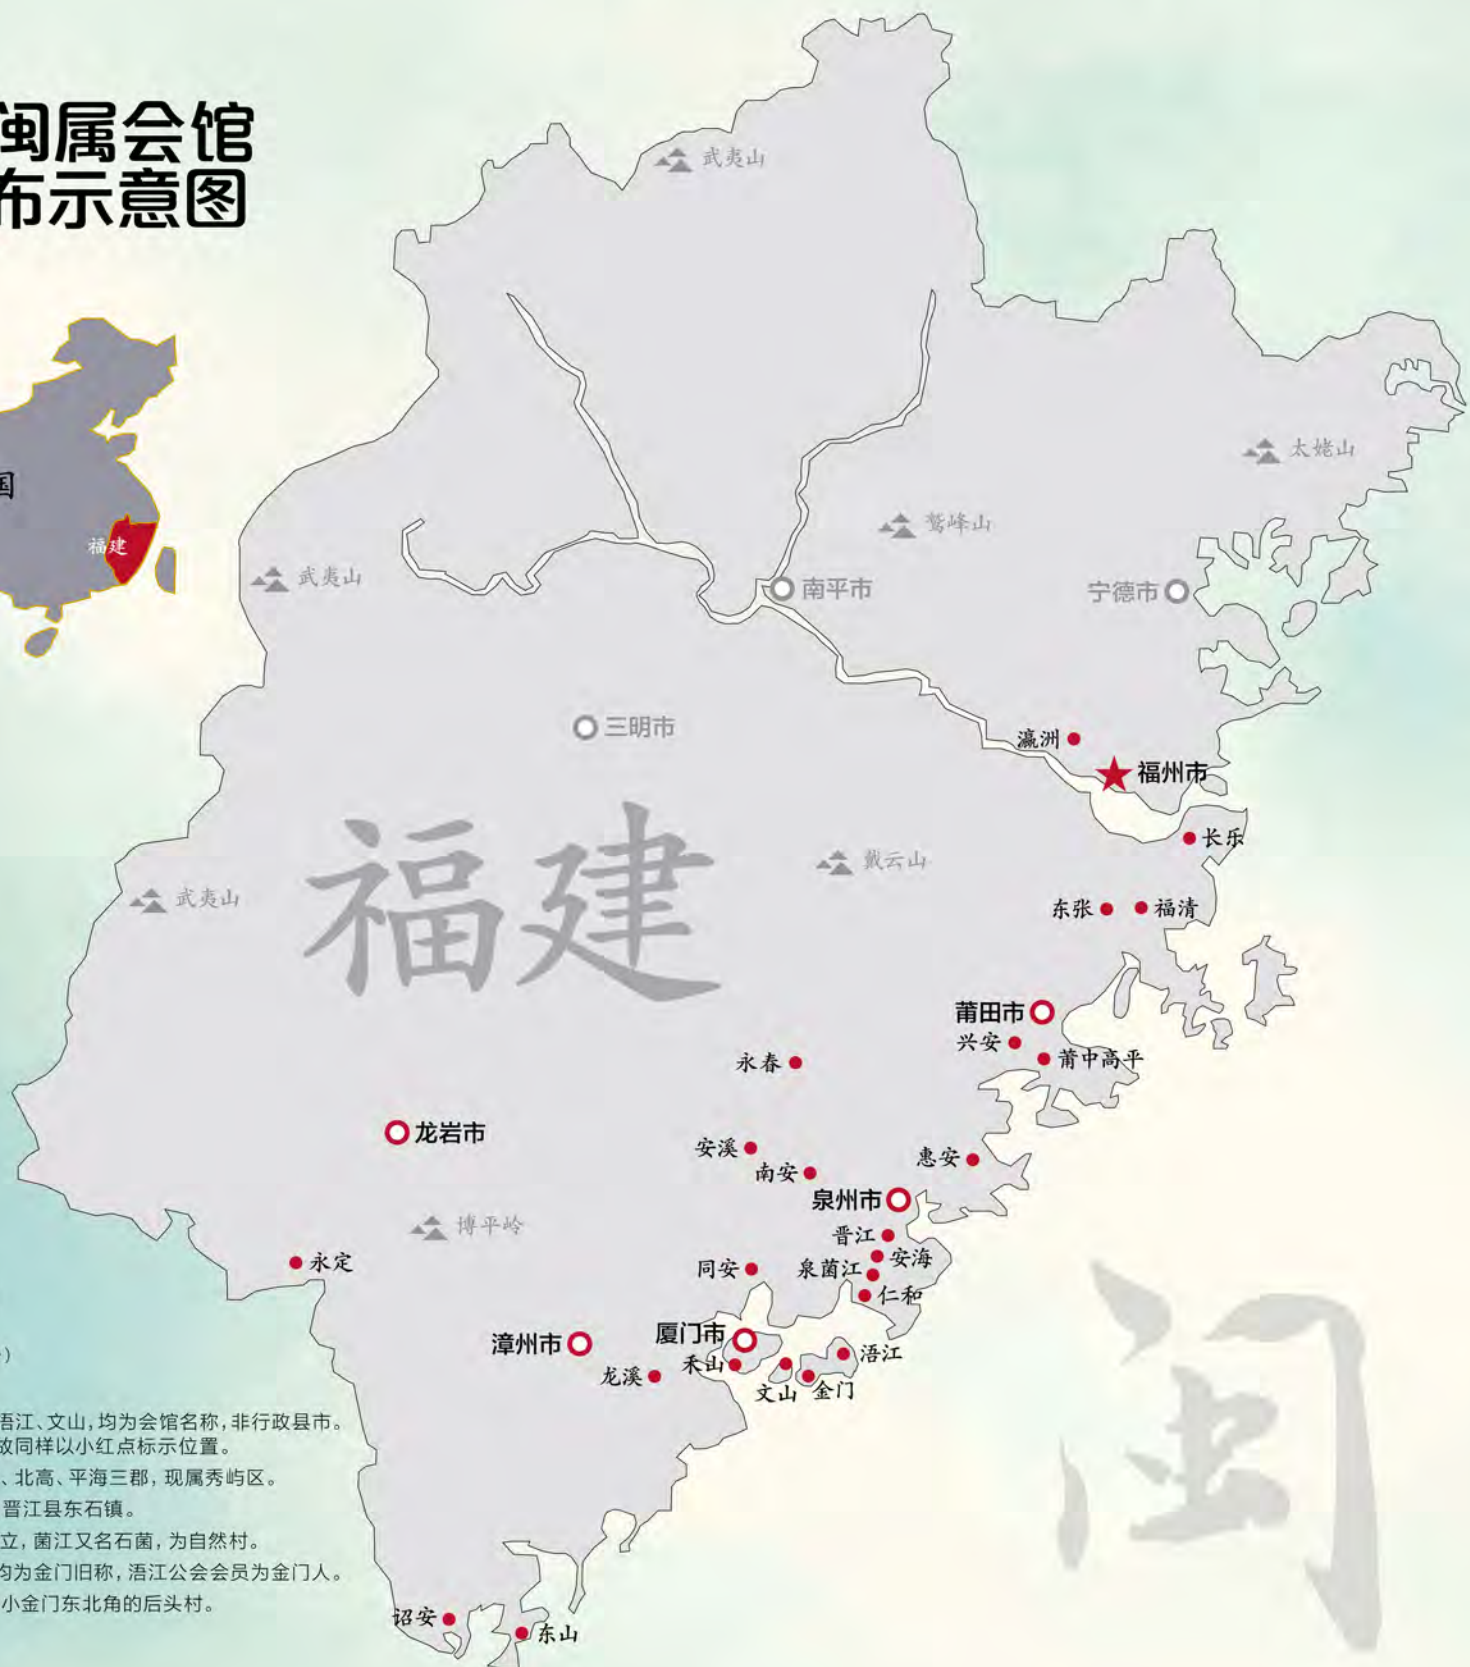 闽属会馆
布示意图
武夷山
国
福建
太姥山
鹫峰山
武夷山
南平市
宁德市
三明市
瀛洲
福州市
福建
长乐
戴云山
武夷山
东张
福清
莆田市
兴安
莆中高平
永春
龙岩市
安溪
南安
惠安
泉州市
博平岭
晋江
安海
永定
同安
泉菌江
仁和
厦门市
漳州市
禾山
浯江
龙溪
文山
金门
闽
）
浯江、文山，均为会馆名称，非行政县市。
故同样以小红点标示位置。
、北高、平海三郡，现属秀屿区。
晋江县东石镇。
立，菌江又名石菌，为自然村。
均为金门旧称，浯江公会会员为金门人。
小金门东北角的后头村。
诏安
东山